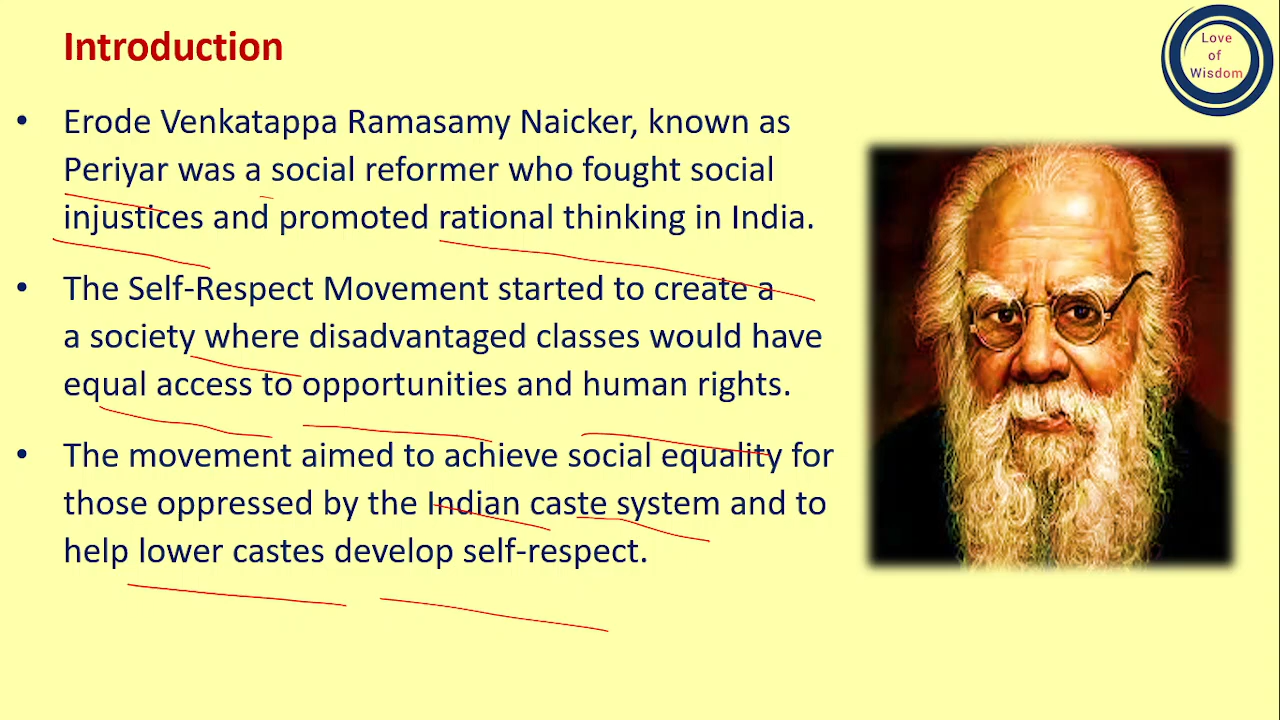 Introduction
Love
of
Wisdom
• Erode Venkatappa Ramasamy Naicker, known as
Periyar was a social reformer who fought social
injustices and promoted rational thinking in India.
• The Self-Respect Movement started to create a
a society where disadvantaged classes would have
equal access to opportunities and human rights.
• The movement aimed to achieve social equality for
those oppressed by the Indian caste system and to
help lower castes develop self-respect.